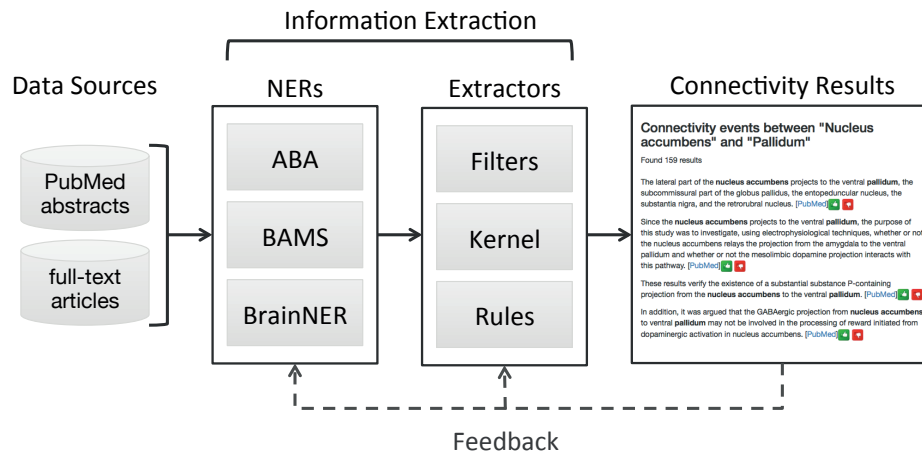 Information Extraction
Data Sources
NERs
Extractors
Connectivity Results
PubMed
abstracts
full-text
articles
ABA
BAMS
BrainNER
Filters
Kernel
Rules
Connectivity events between "Nucleus
accumbens" and "Pallidum"
Found 159 results
The lateral part of the nucleus accumbens projects to the ventral pallidum, the
subcommissural part of the globus pallidus, the entopeduncular nucleus, the
substantia nigra, and the retrorubral nucleus. [PubMed]
Since the nucleus accumbens projects to the ventral pallidum, the purpose of
this study was to investigate, using electrophysiological techniques, whether or not
the nucleus accumbens relays the projection from the amygdala to the ventral
pallidum and whether or not the mesolimbic dopamine projection interacts with
this pathway. [PubMed]
These results verify the existence of a substantial substance P-containing
projection from the nucleus accumbens to the ventral pallidum. [PubMed]
In addition, it was argued that the GABAergic projection from nucleus accumbens
to ventral pallidum may not be involved in the processing of reward initiated from
dopaminergic activation in nucleus accumbens. [PubMed]
Feedback